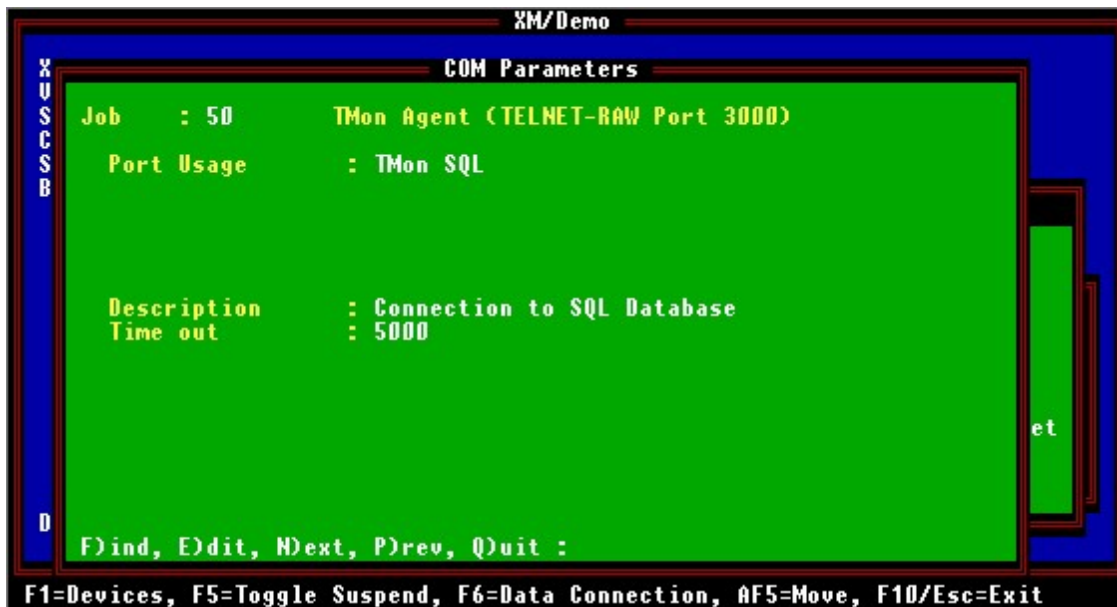 XM/Demo
X
V
S
C
S
B
D
COM Parameters
Job : 50 TMon Agent (TELNET-RAW Port 3000)
Port Usage : TMon SQL
Description : Connection to SQL Database
Time out : 5000
et
F)ind, E)dit, N)ext, P)rev, Q)uit :
F1=Devices, F5=Toggle Suspend, F6=Data Connection, AF5=Move, F10/Esc=Exit